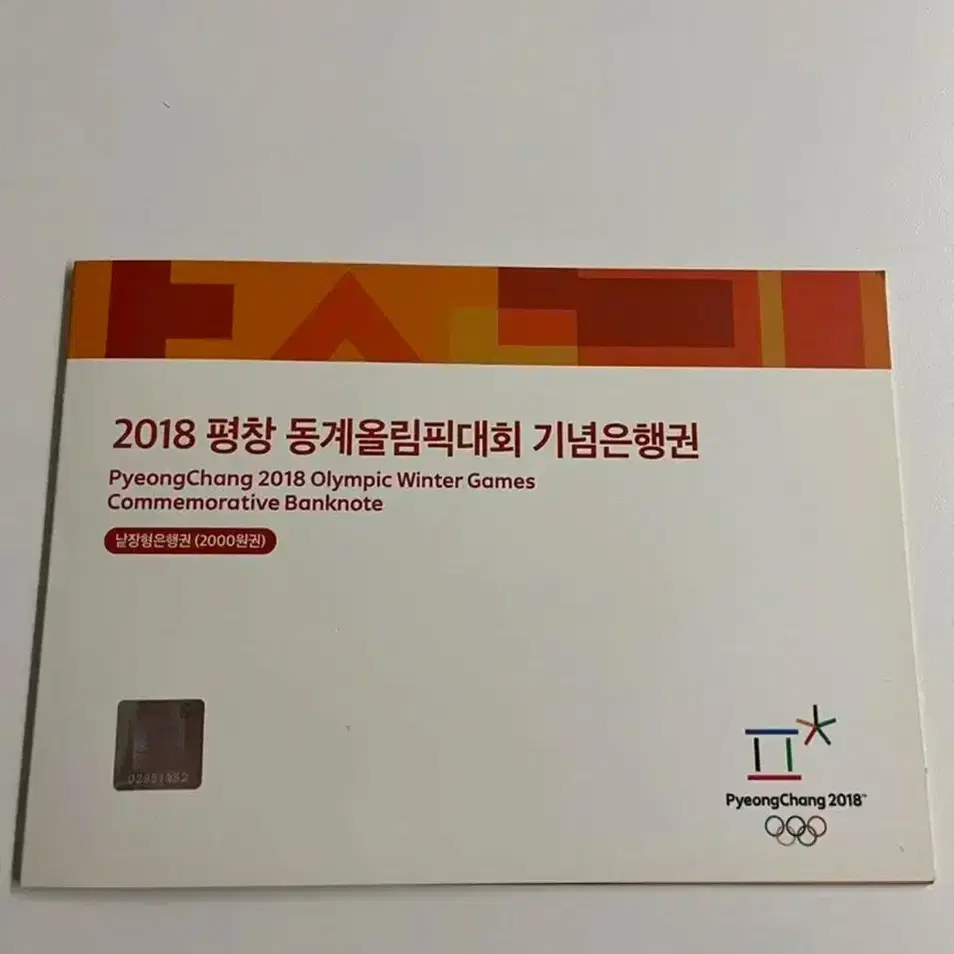 2018 평창 동계올림픽대회 기념은행권
PyeongChang 2018 Olympic Winter Games
Commemorative Banknote
낱장형은행권 (2000원권)
PyeongChang 2018™